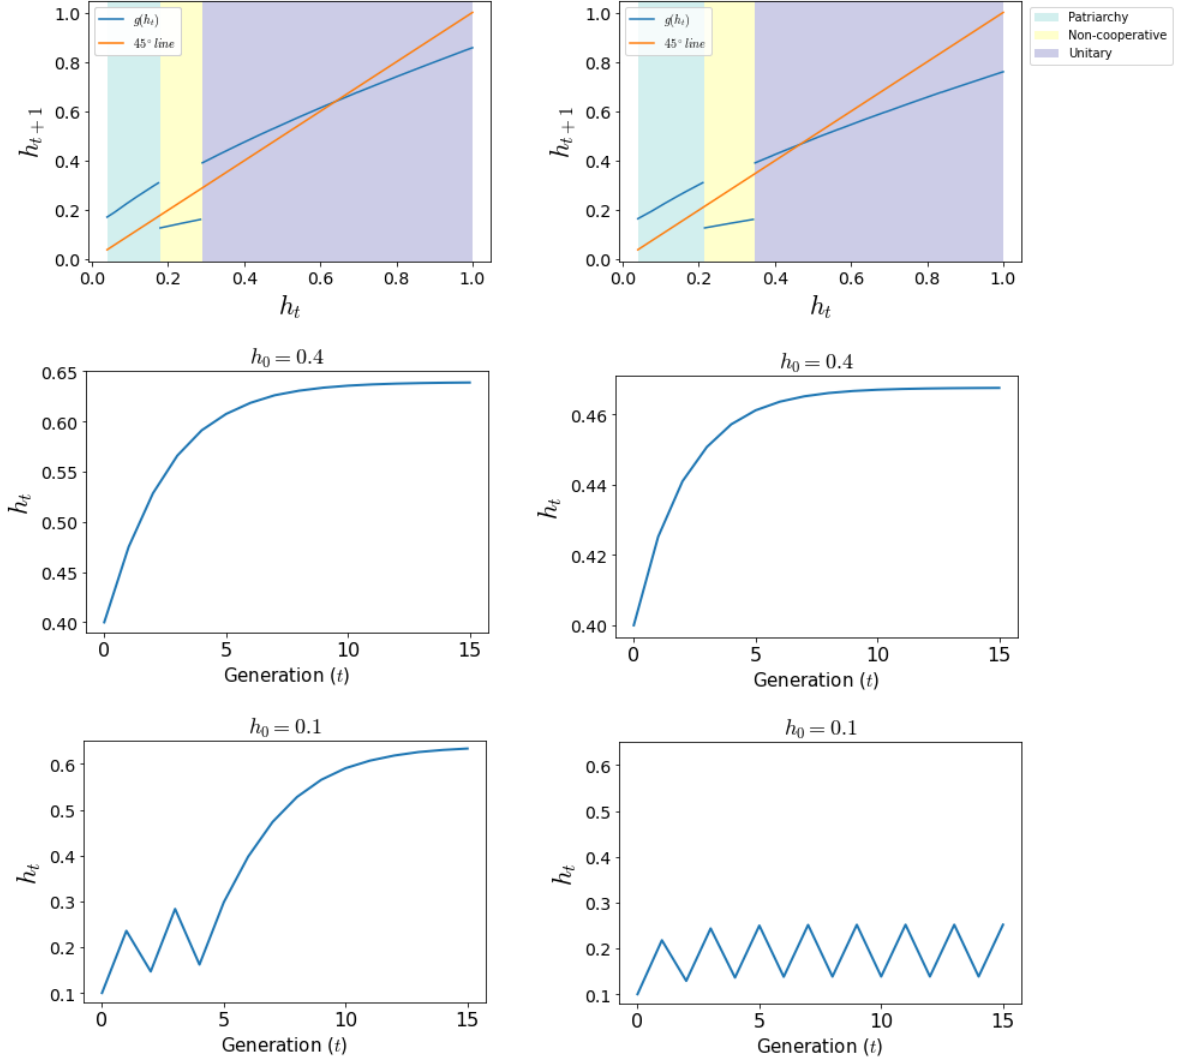 1.0
0.8
0.6
0.4
0.2
0.0
h_{t+1}
g(h_t)
45° line
0.0 0.2 0.4 0.6 0.8 1.0
h_t
1.0
0.8
0.6
0.4
0.2
0.0
h_{t+1}
g(h_t)
45° line
0.0 0.2 0.4 0.6 0.8 1.0
h_t
Patriarchy
Non-cooperative
Unitary
h_0 = 0.4
0.65
0.60
0.55
0.50
0.45
0.40
h_t
0 5 10 15
Generation (t)
h_0 = 0.4
0.46
0.44
0.42
0.40
h_t
0 5 10 15
Generation (t)
h_0 = 0.1
0.6
0.5
0.4
0.3
0.2
0.1
h_t
0 5 10 15
Generation (t)
h_0 = 0.1
0.6
0.5
0.4
0.3
0.2
0.1
h_t
0 5 10 15
Generation (t)